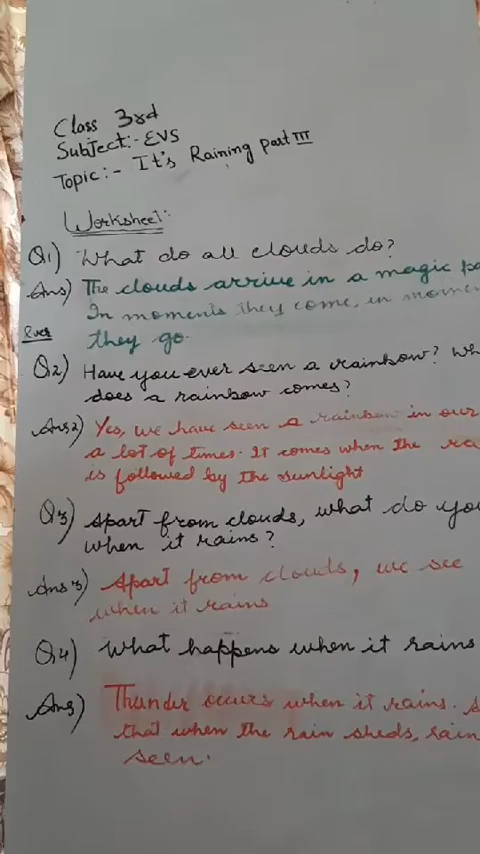 Class 3rd
Subject:- EVS
Topic:- It's Raining part III
Worksheet:
Q1) What do all clouds do?
Ans) The clouds arrive in a magic
In moments they come, in
they go.
Q2) Have you ever seen a rainbow?
does a rainbow comes?
Ans2) Yes, we have seen a rainbow in our
a lot of times. It comes when the
is followed by the sunlight
Q3) Apart from clouds, what do you
when it rains?
Ans3) Apart from clouds, we see
when it rains
Q4) What happens when it rains
Ans) Thunder occurs when it rains.
that when the rain sheds,
seen.